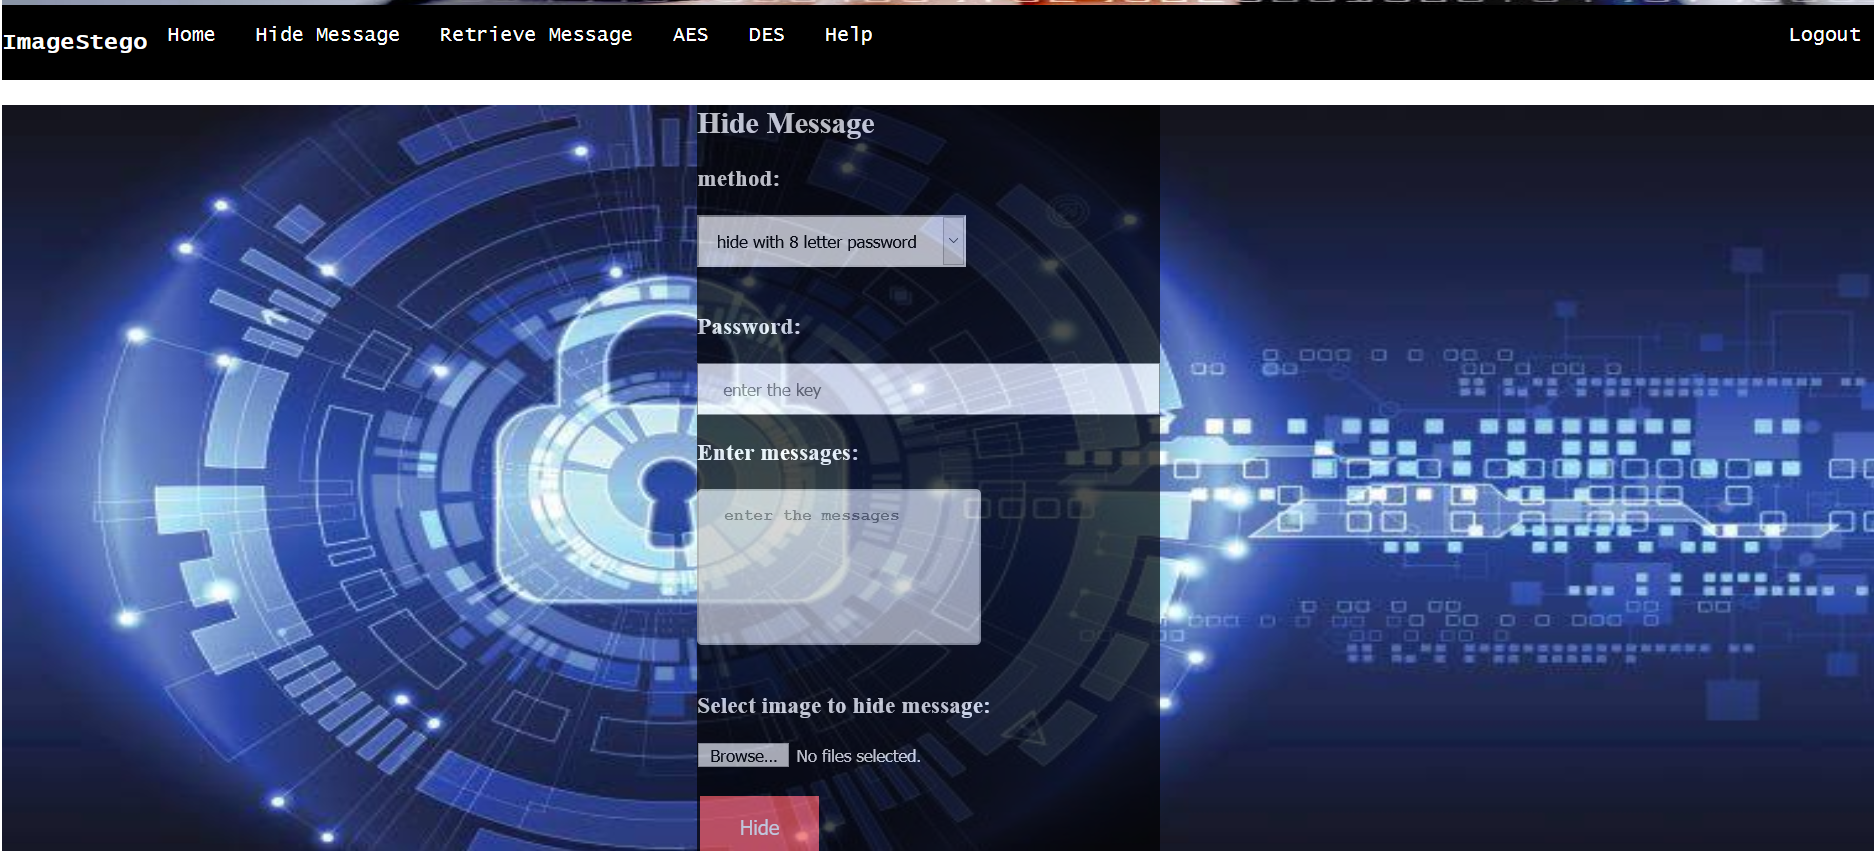 ImageStego Home Hide Message Retrieve Message AES DES Help Logout
Hide Message
method:
hide with 8 letter password
Password:
enter the key
Enter messages:
enter the messages
Select image to hide message:
Browse... No files selected.
Hide